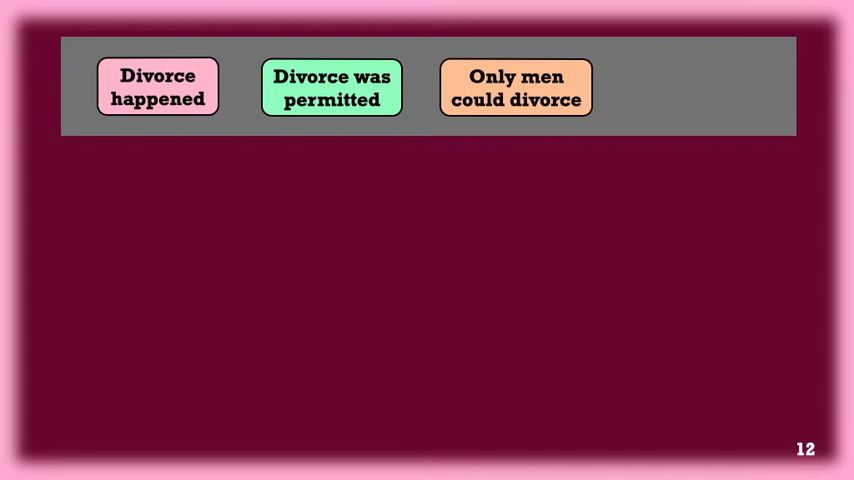 Divorce
happened
Divorce was
permitted
Only men
could divorce
12